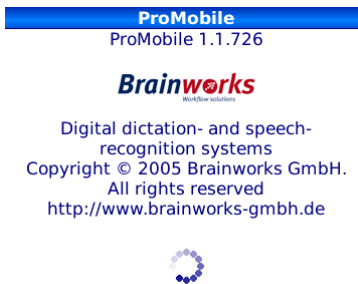 ProMobile
ProMobile 1.1.726
Brainworks
Workflow solutions
Digital dictation- and speech-
recognition systems
Copyright © 2005 Brainworks GmbH.
All rights reserved
http://www.brainworks-gmbh.de